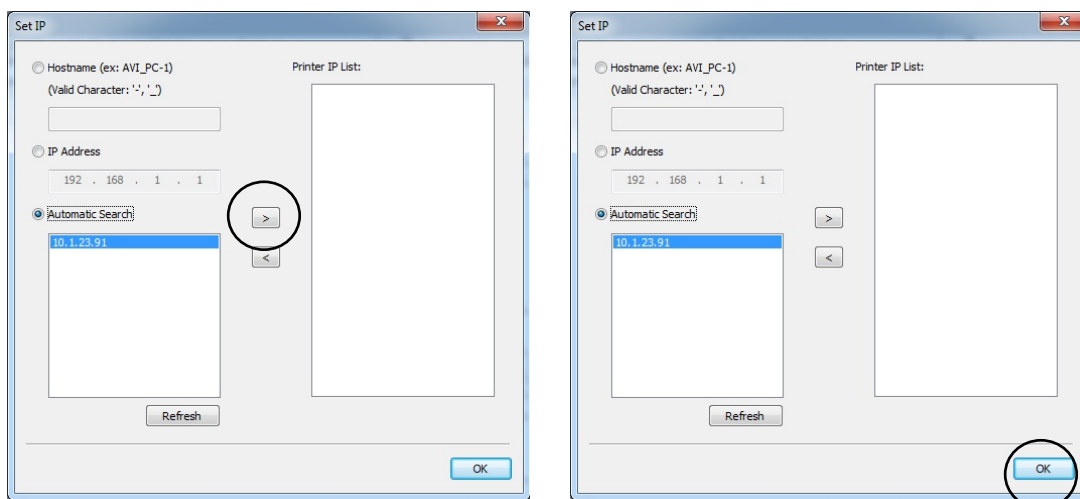 Set IP
Hostname (ex: AVI_PC-1)
(Valid Character: '-', '_')
IP Address
192 . 168 . 1 . 1
Automatic Search
10.1.23.91
Refresh
>
<
Printer IP List:
OK
Set IP
Hostname (ex: AVI_PC-1)
(Valid Character: '-', '_')
IP Address
192 . 168 . 1 . 1
Automatic Search
10.1.23.91
Refresh
>
<
Printer IP List:
OK